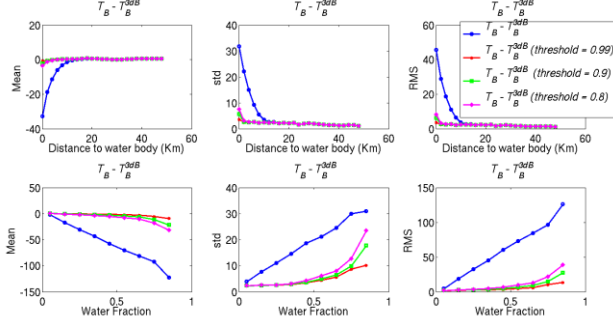 T_B - T_B^3dB
T_B - T_B^3dB
T_B - T_B^3dB
Mean
40
20
0
-20
-40
0
20
40
60
Distance to water body (Km)
std
40
30
20
10
0
0
20
40
60
Distance to water body (Km)
RMS
60
40
20
0
0
20
40
60
Distance to water body (Km)
T_B - T_B^3dB
T_B - T_B^3dB (threshold = 0.99)
T_B - T_B^3dB (threshold = 0.9)
T_B - T_B^3dB (threshold = 0.8)
T_B - T_B^3dB
T_B - T_B^3dB
T_B - T_B^3dB
Mean
50
0
-50
-100
-150
0
0.5
1
Water Fraction
std
40
30
20
10
0
0
0.5
1
Water Fraction
RMS
150
100
50
0
0
0.5
1
Water Fraction